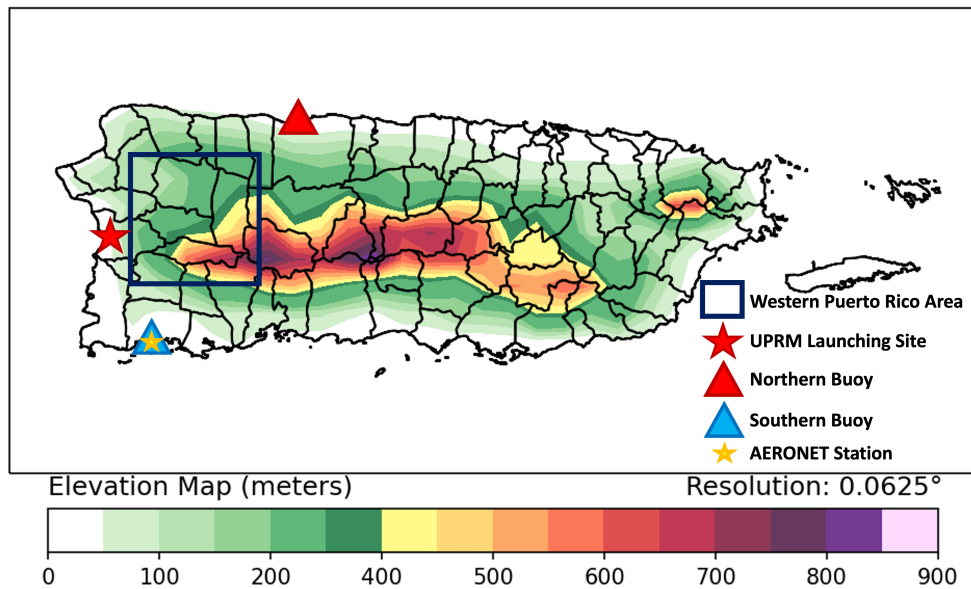 Western Puerto Rico Area
UPRM Launching Site
Northern Buoy
Southern Buoy
AERONET Station
Elevation Map (meters) Resolution: 0.0625°
0 100 200 400 500 600 700 800 900